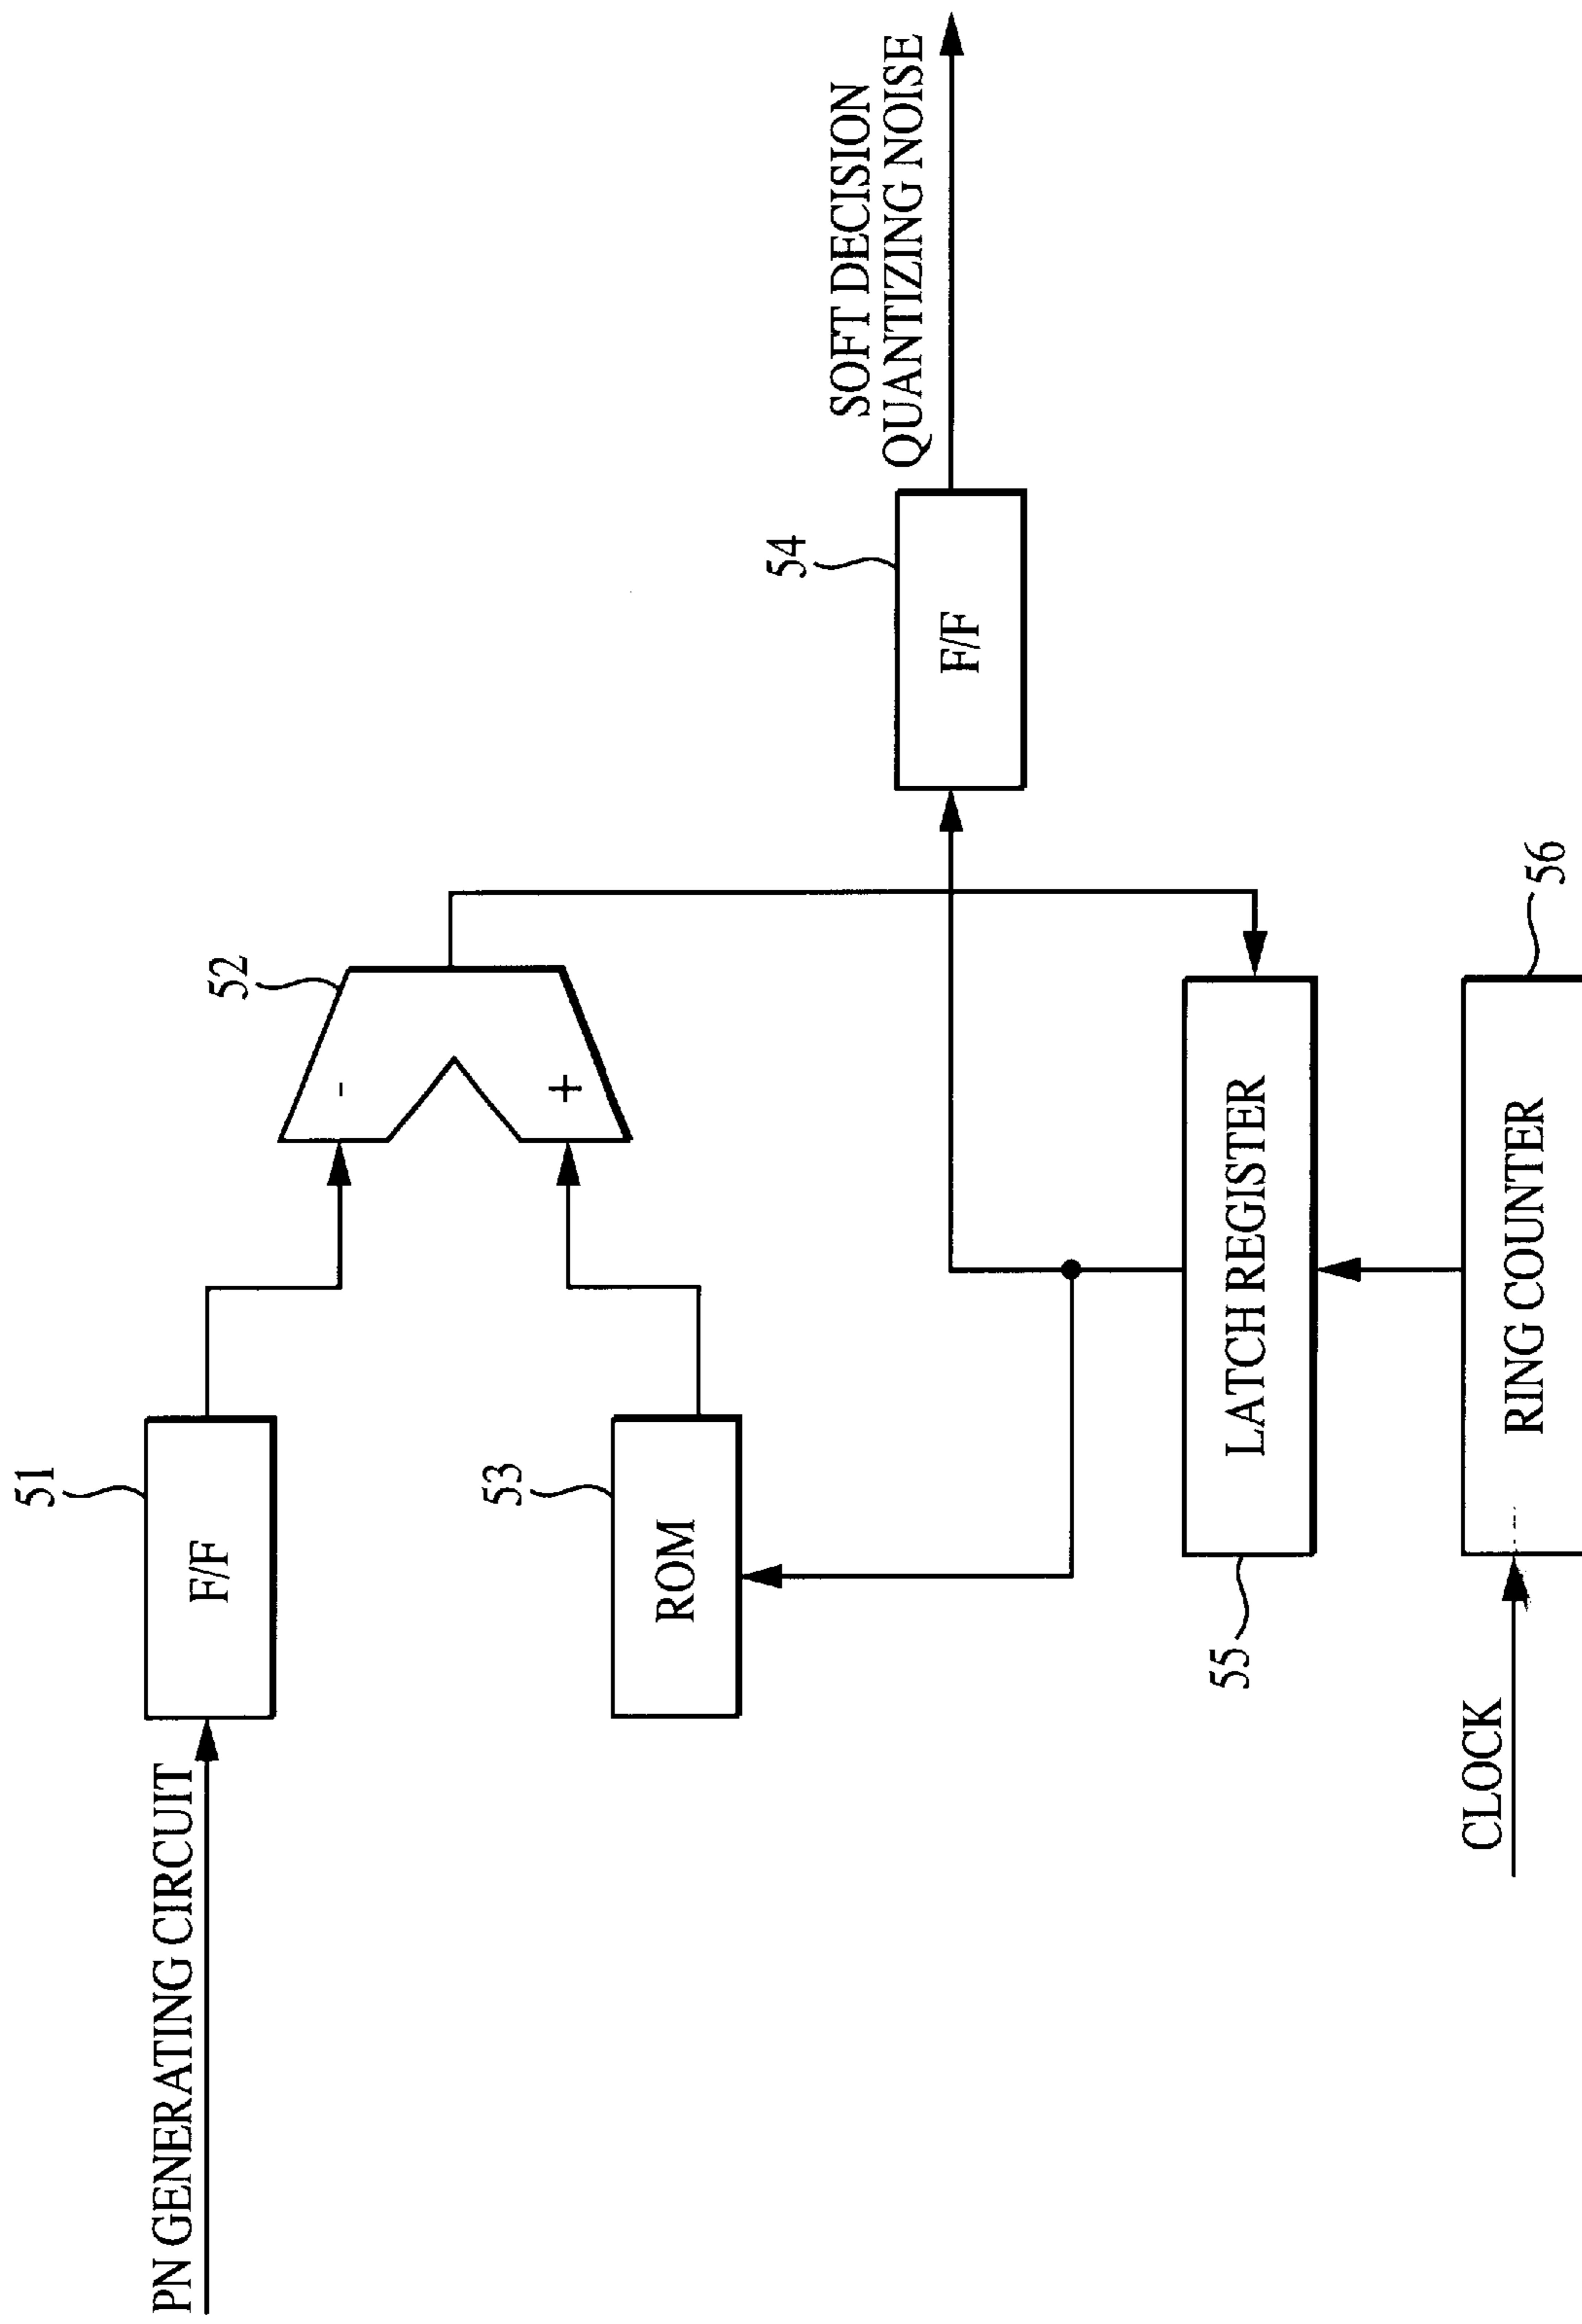 PN GENERATING CIRCUIT
51
F/F
52
-
+
53
ROM
54
F/F
SOFT DECISION
QUANTIZING NOISE
55
LATCH REGISTER
56
RING COUNTER
CLOCK